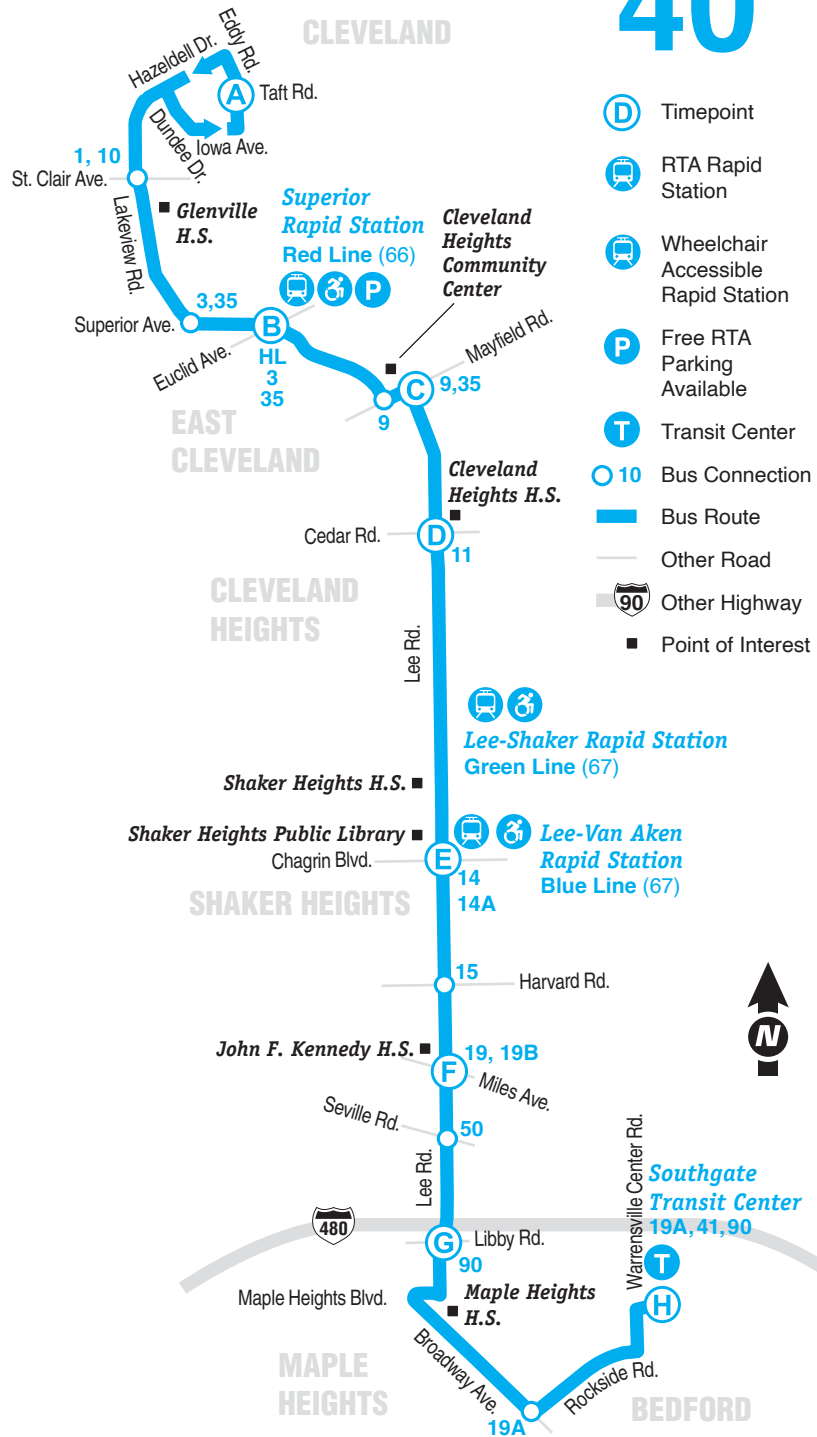 CLEVELAND
40
Hazeldell Dr.
Eddy Rd.
A
Taft Rd.
Dundee Dr.
Iowa Ave.
1, 10
St. Clair Ave.
Lakeview Rd.
Glenville
H.S.
Superior
Rapid Station
Red Line (66)
P
Cleveland
Heights
Community
Center
3,35
Superior Ave.
B
Euclid Ave.
HL
3
35
Mayfield Rd.
C
9,35
9
EAST
CLEVELAND
Cleveland
Heights H.S.
Cedar Rd.
D
11
CLEVELAND
HEIGHTS
Lee Rd.
Lee-Shaker Rapid Station
Green Line (67)
Shaker Heights H.S.
Shaker Heights Public Library
Lee-Van Aken
Rapid Station
Blue Line (67)
Chagrin Blvd.
E
14
14A
SHAKER HEIGHTS
15
Harvard Rd.
John F. Kennedy H.S.
19, 19B
F
Miles Ave.
Seville Rd.
50
Lee Rd.
480
G
Libby Rd.
90
Warrensville Center Rd.
Southgate
Transit Center
19A, 41, 90
T
H
Maple Heights Blvd.
Maple Heights
H.S.
Broadway Ave.
Rockside Rd.
19A
MAPLE
HEIGHTS
BEDFORD
D Timepoint
RTA Rapid
Station
Wheelchair
Accessible
Rapid Station
P Free RTA
Parking
Available
T Transit Center
10 Bus Connection
Bus Route
Other Road
90 Other Highway
Point of Interest
N